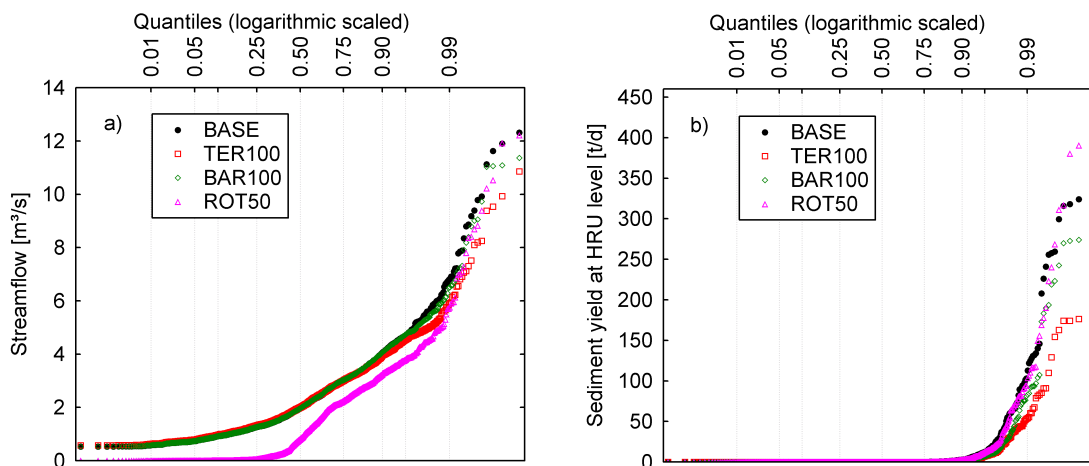 Quantiles (logarithmic scaled)
0.01
0.05
0.25
0.50
0.75
0.90
0.99
14
12
10
8
6
4
2
0
Streamflow [m³/s]
a)
BASE
TER100
BAR100
ROT50
Quantiles (logarithmic scaled)
0.01
0.05
0.25
0.50
0.75
0.90
0.99
450
400
350
300
250
200
150
100
50
0
Sediment yield at HRU level [t/d]
b)
BASE
TER100
BAR100
ROT50